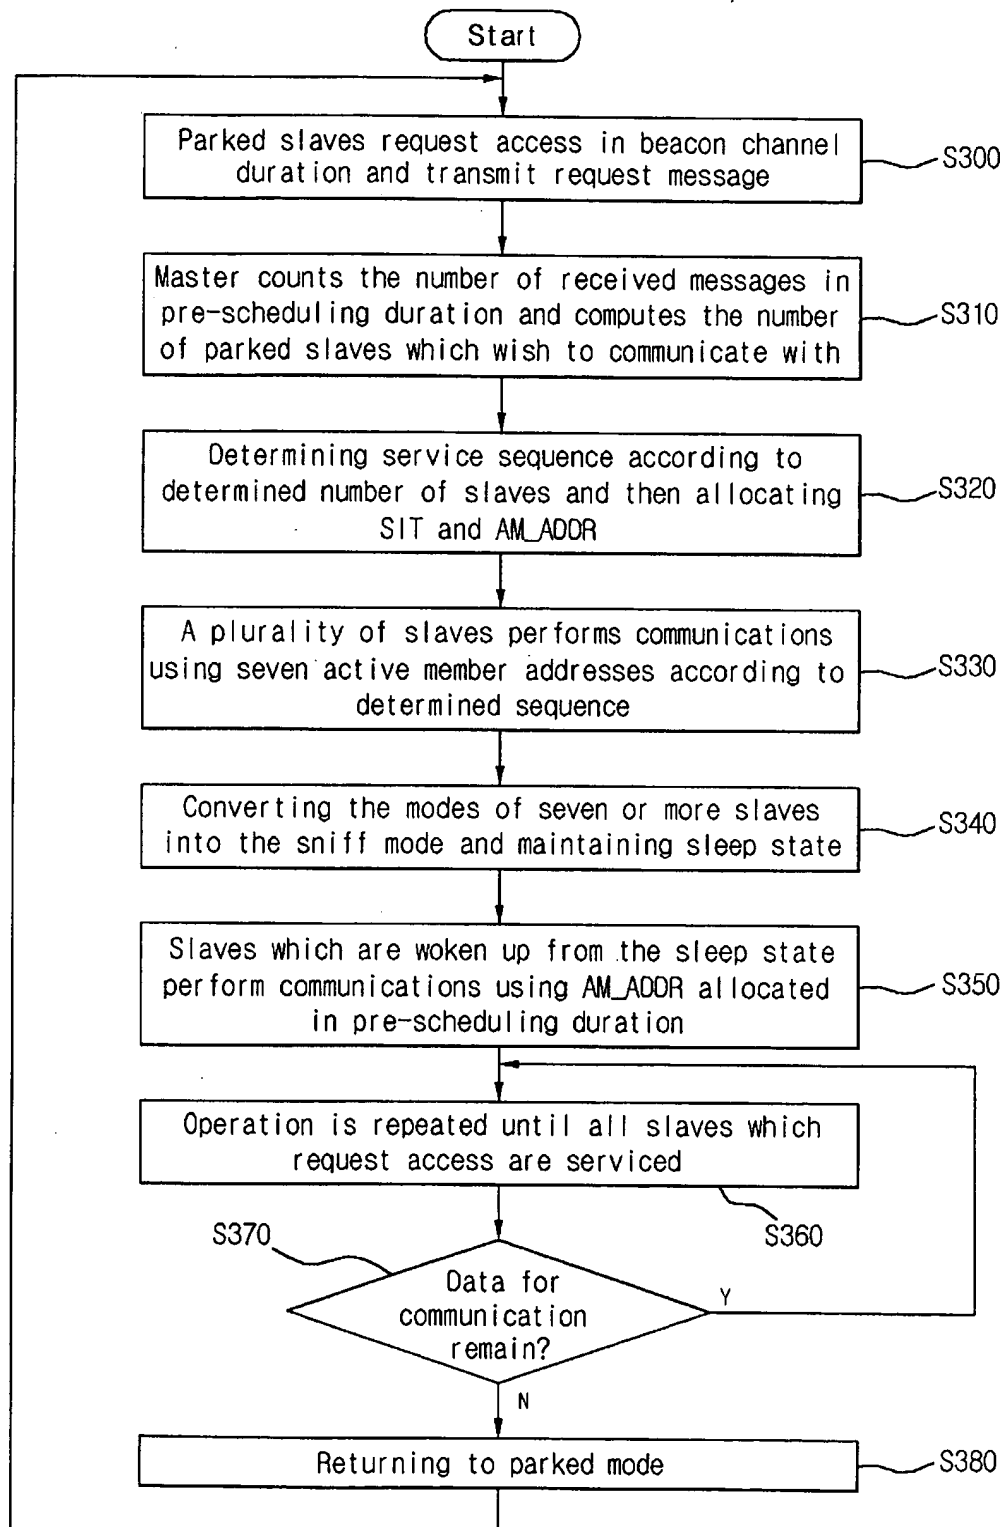 Start
Parked slaves request access in beacon channel
duration and transmit request message
S300
Master counts the number of received messages in
pre-scheduling duration and computes the number
of parked slaves which wish to communicate with
S310
Determining service sequence according to
determined number of slaves and then allocating
SIT and AM_ADDR
S320
A plurality of slaves performs communications
using seven active member addresses according to
determined sequence
S330
Converting the modes of seven or more slaves
into the sniff mode and maintaining sleep state
S340
Slaves which are woken up from the sleep state
perform communications using AM_ADDR allocated
in pre-scheduling duration
S350
Operation is repeated until all slaves which
request access are serviced
S360
S370
Data for
communication
remain?
Y
N
Returning to parked mode
S380